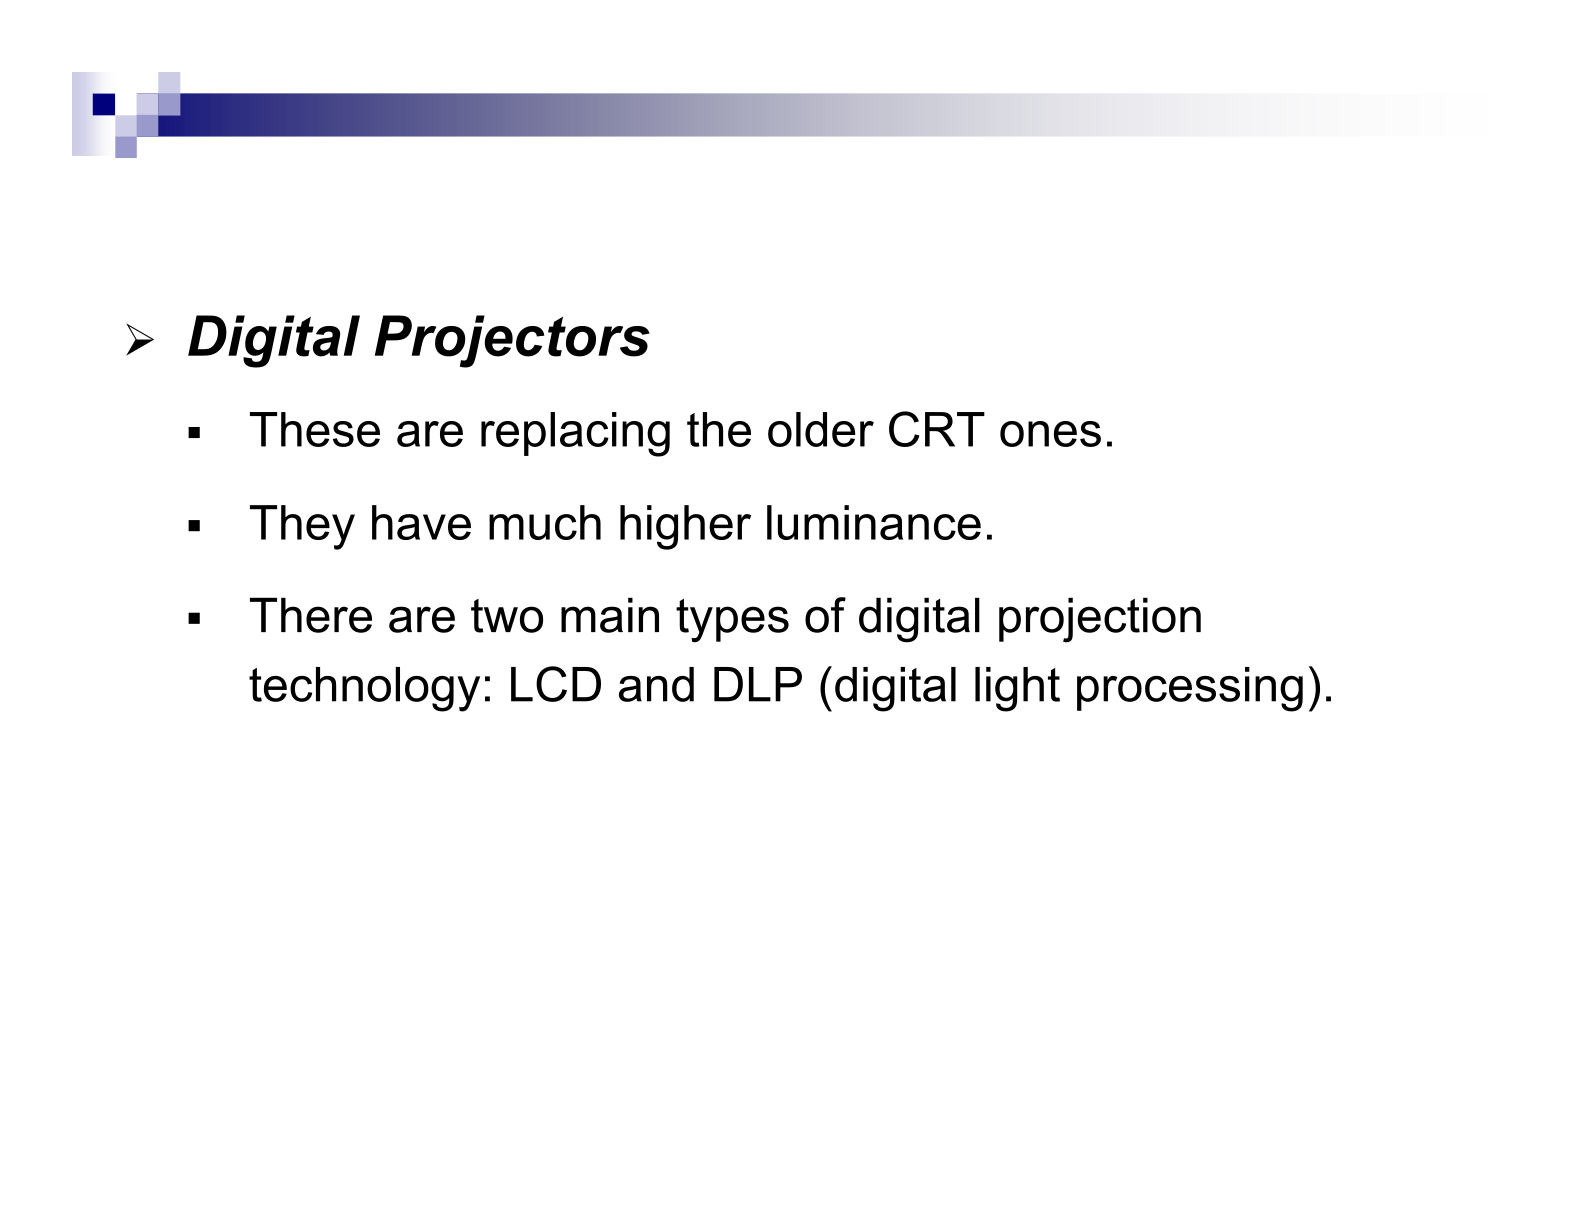 ➢ Digital Projectors
▪ These are replacing the older CRT ones.
▪ They have much higher luminance.
▪ There are two main types of digital projection
technology: LCD and DLP (digital light processing).